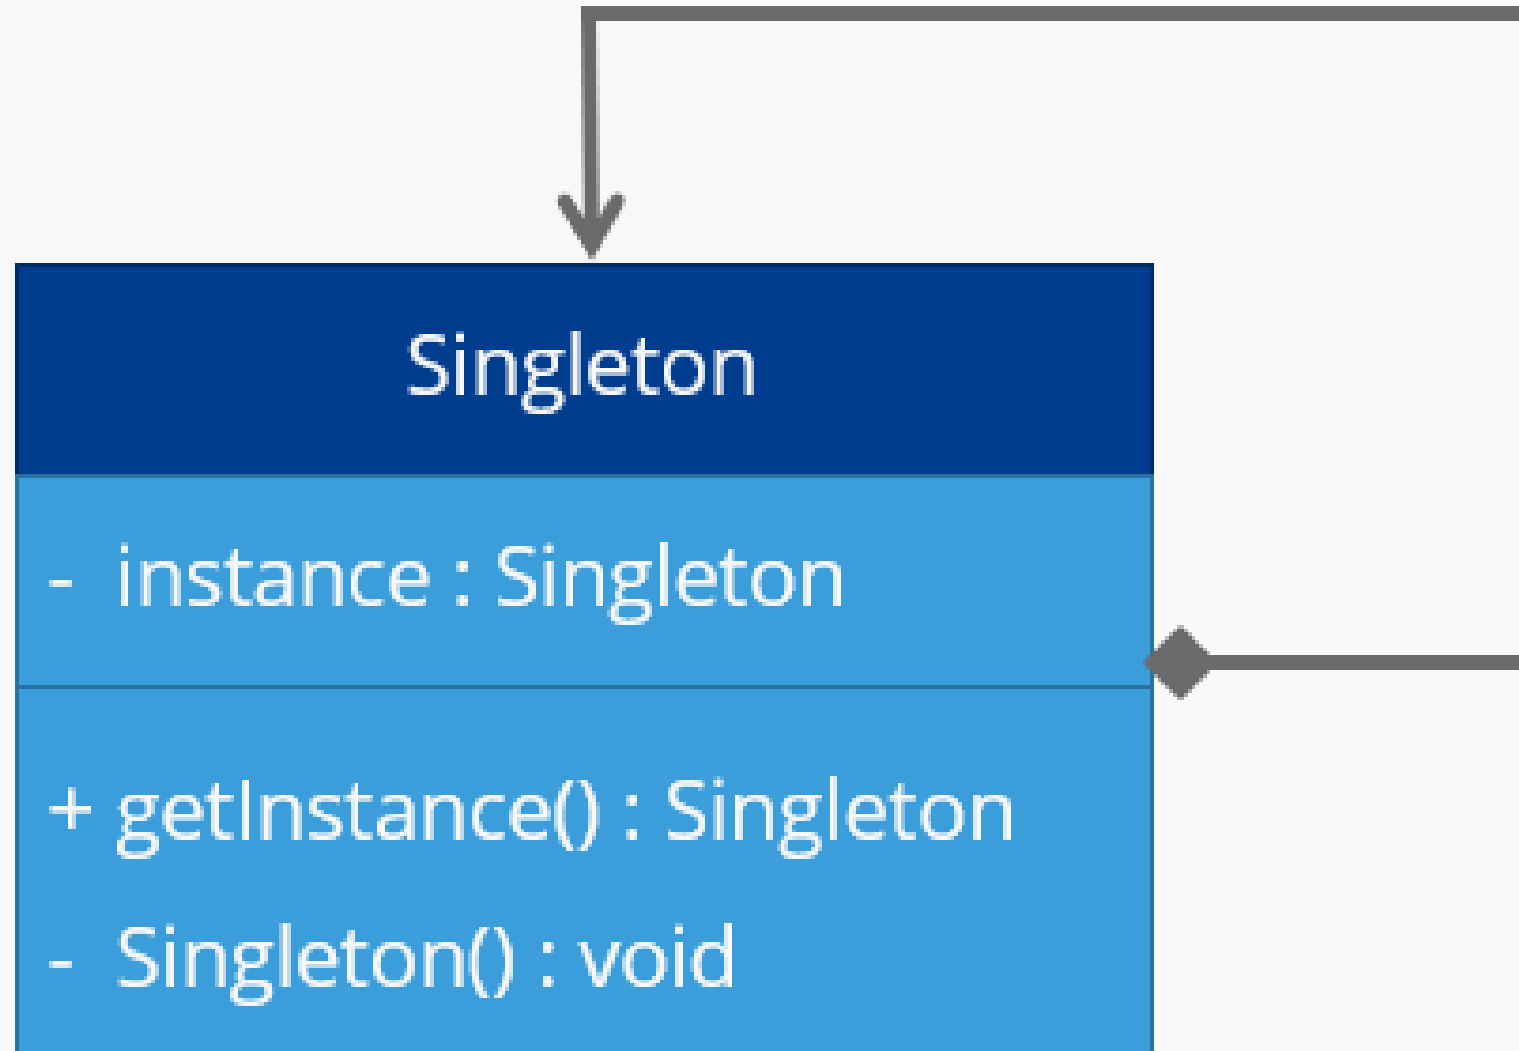 Singleton
- instance : Singleton
+ getInstance() : Singleton
- Singleton() : void